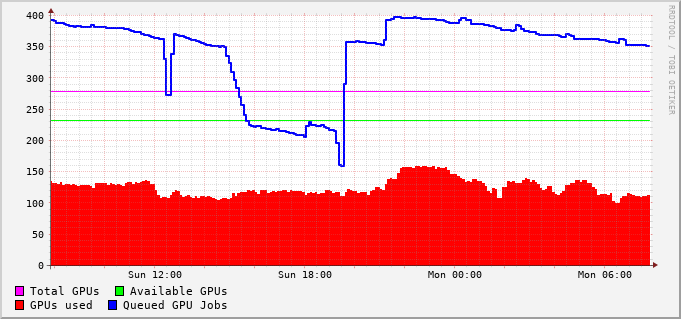 400
350
300
250
200
150
100
50
0
Sun 12:00 Sun 18:00 Mon 00:00 Mon 06:00
Total GPUs Available GPUs
GPUs used Queued GPU Jobs
RRDTOOL / TOBI OETIKER